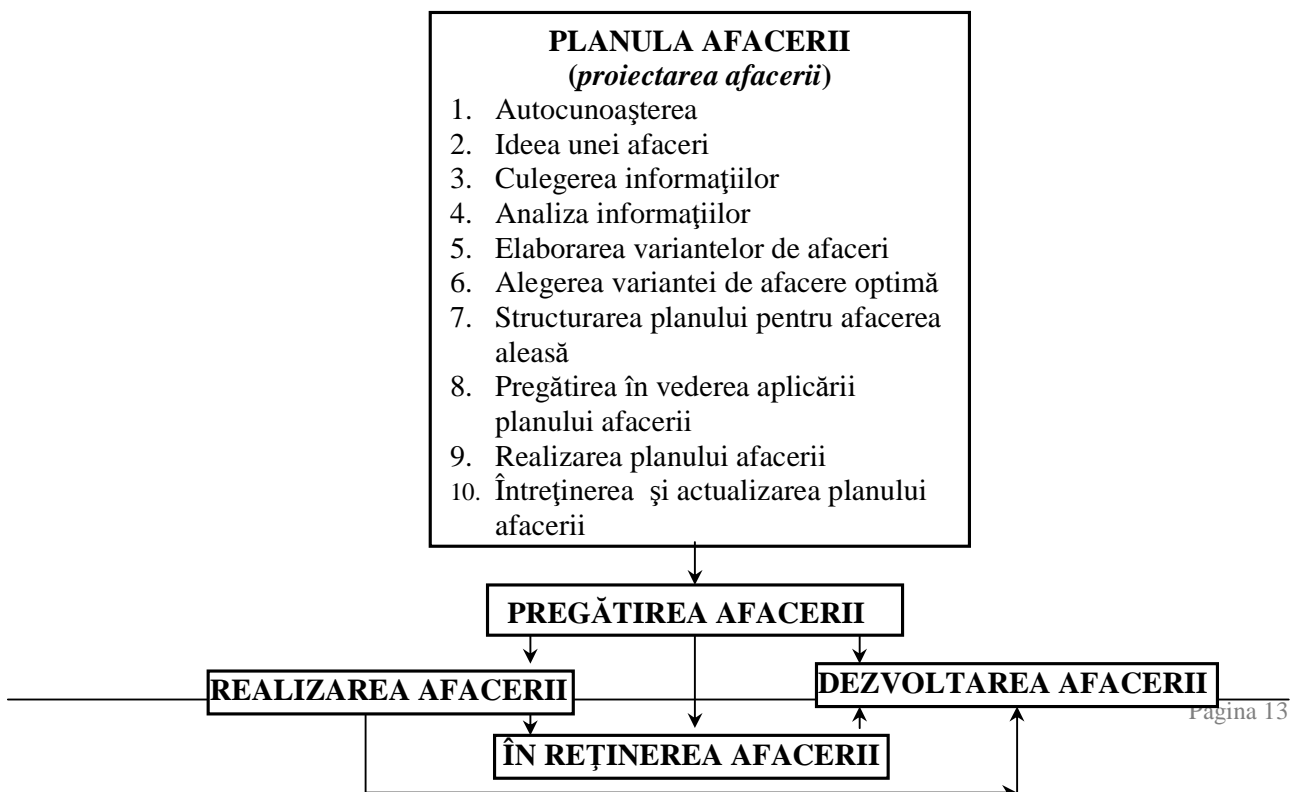 PLANULA AFACERII
(proiectarea afacerii)
1. Autocunoaşterea
2. Ideea unei afaceri
3. Culegerea informaţiilor
4. Analiza informaţiilor
5. Elaborarea variantelor de afaceri
6. Alegerea variantei de afacere optimă
7. Structurarea planului pentru afacerea
aleasă
8. Pregătirea în vederea aplicării
planului afacerii
9. Realizarea planului afacerii
10. Întreţinerea şi actualizarea planului
afacerii
PREGĂTIREA AFACERII
REALIZAREA AFACERII
DEZVOLTAREA AFACERII
Pagina 13
ÎN REŢINEREA AFACERII